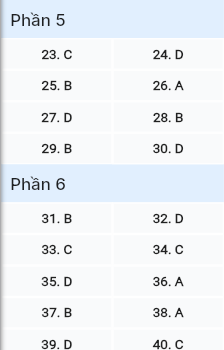 Phần 5
23. C 24. D
25. B 26. A
27. D 28. B
29. B 30. D
Phần 6
31. B 32. D
33. C 34. C
35. D 36. A
37. B 38. A
39. D 40. C